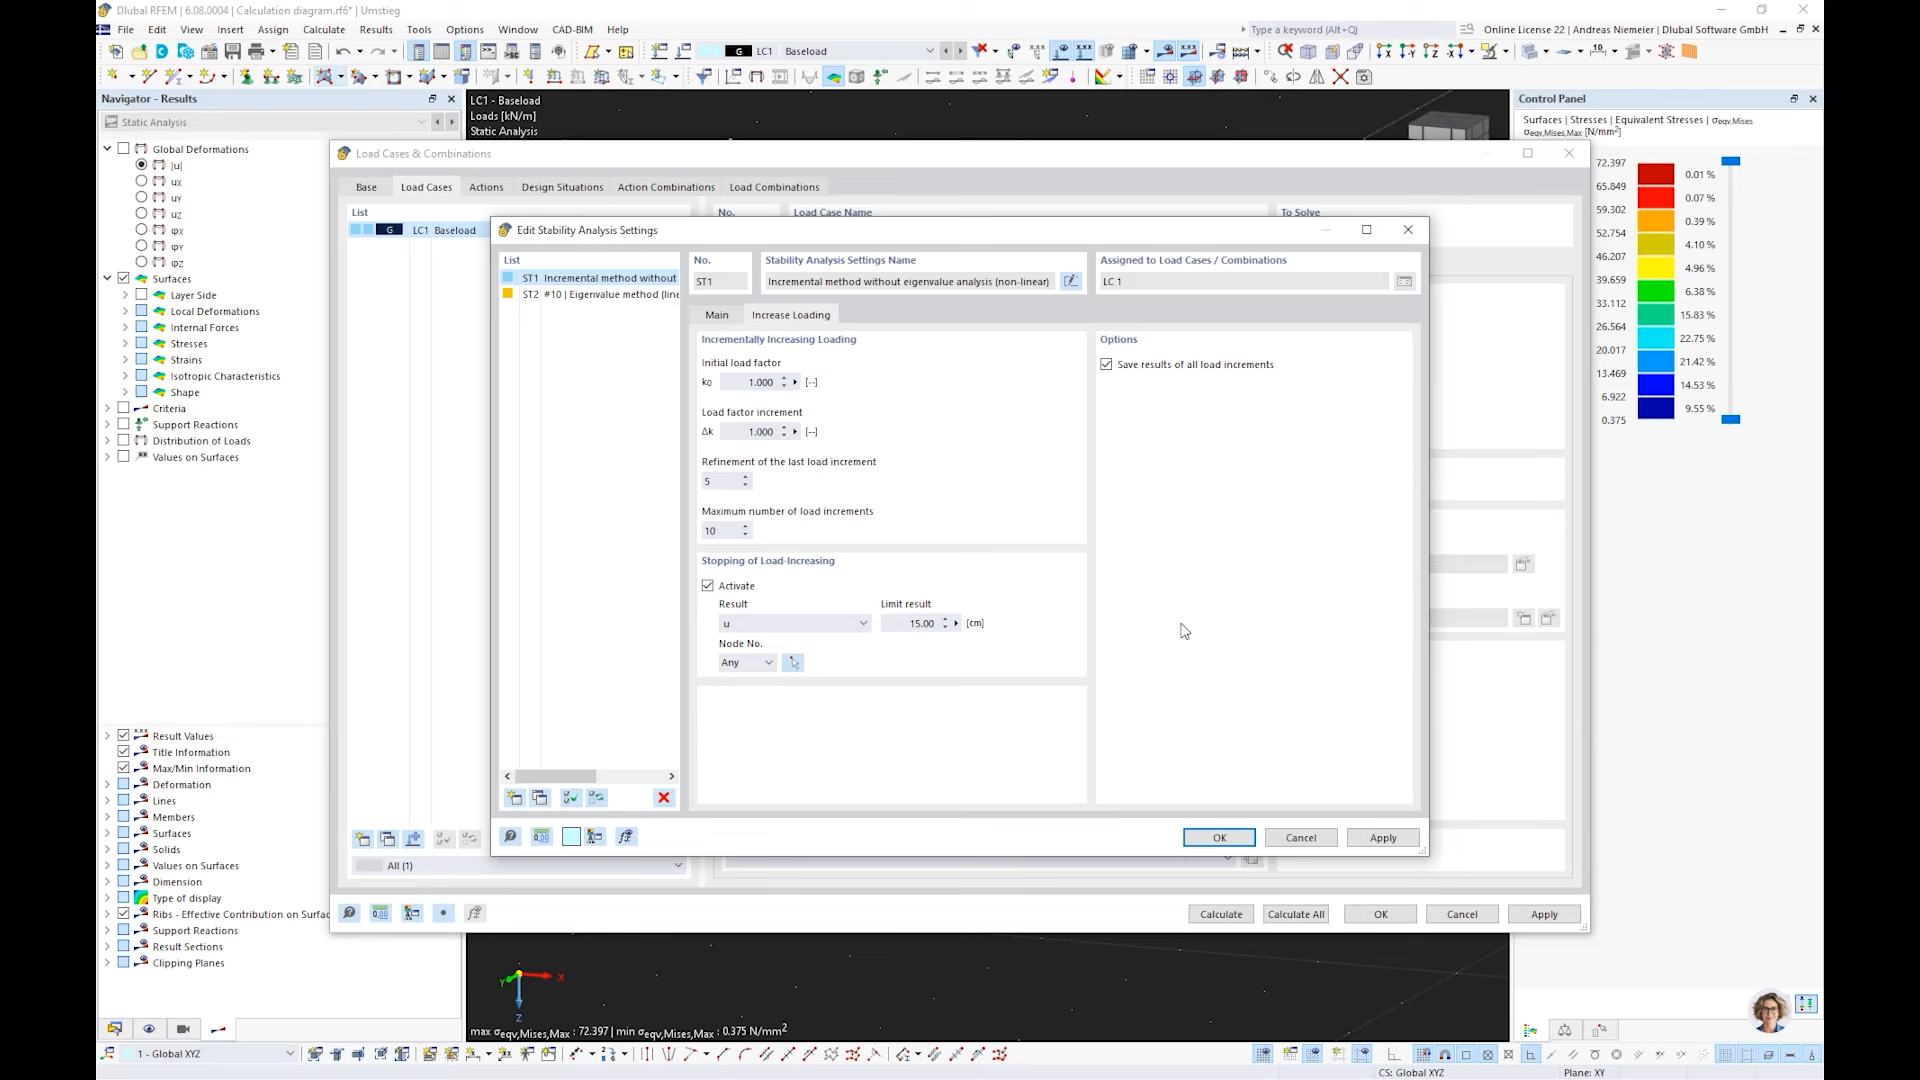 Dlubal RFEM | 6.08.0004 | Calculation diagram.rf6* | Umstieg
File Edit View Insert Assign Calculate Results Tools Options Window CAD-BIM Help
Type a keyword (Alt+Q)
Online License 22 | Andreas Niemeier | Dlubal Software GmbH
G LC1 Baseload
Navigator - Results
Static Analysis
Global Deformations
|u|
uX
uY
uZ
φX
φY
φZ
Surfaces
Layer Side
Local Deformations
Internal Forces
Stresses
Strains
Isotropic Characteristics
Shape
Criteria
Support Reactions
Distribution of Loads
Values on Surfaces
Result Values
Title Information
Max/Min Information
Deformation
Lines
Members
Surfaces
Solids
Values on Surfaces
Dimension
Type of display
Ribs - Effective Contribution on Surfac
Support Reactions
Result Sections
Clipping Planes
LC1 - Baseload
Loads [kN/m]
Static Analysis
Load Cases & Combinations
Base Load Cases Actions Design Situations Action Combinations Load Combinations
List
G LC1 Baseload
No.
Load Case Name
To Solve
Edit Stability Analysis Settings
List
ST1 Incremental method without
ST2 #10 | Eigenvalue method (line
No.
ST1
Stability Analysis Settings Name
Incremental method without eigenvalue analysis (non-linear)
Assigned to Load Cases / Combinations
LC 1
Main Increase Loading
Incrementally Increasing Loading
Initial load factor
k0 1.000 [--]
Load factor increment
Δk 1.000 [--]
Refinement of the last load increment
5
Maximum number of load increments
10
Stopping of Load-Increasing
Activate
Result Limit result
u 15.00 [cm]
Node No.
Any
Options
Save results of all load increments
OK Cancel Apply
All (1)
Calculate Calculate All OK Cancel Apply
Control Panel
Surfaces | Stresses | Equivalent Stresses | σeqv,Mises
σeqv,Mises,Max [N/mm²]
72.397
65.849
59.302
52.754
46.207
39.659
33.112
26.564
20.017
13.469
6.922
0.375
0.01 %
0.07 %
0.39 %
4.10 %
4.96 %
6.38 %
15.83 %
22.75 %
21.42 %
14.53 %
9.55 %
X
Y
Z
max σeqv,Mises,Max : 72.397 | min σeqv,Mises,Max : 0.375 N/mm²
1 - Global XYZ
CS: Global XYZ
Plane: XY